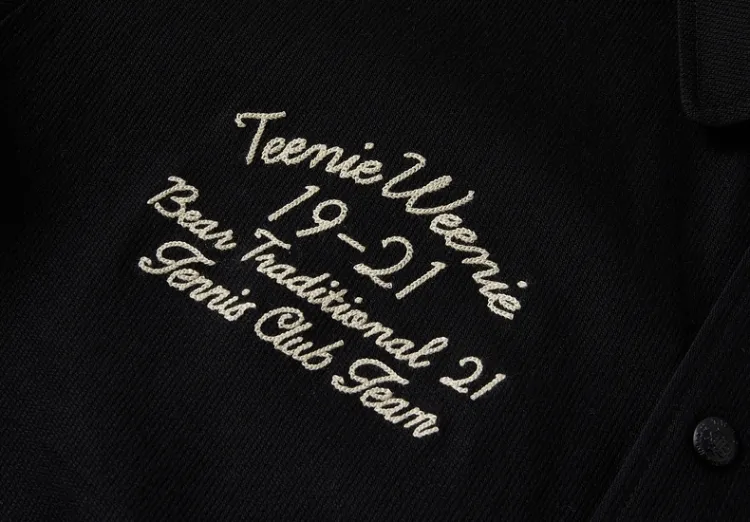 Teenie Weenie
19-21
Bear Traditional 21
Tennis Club Team